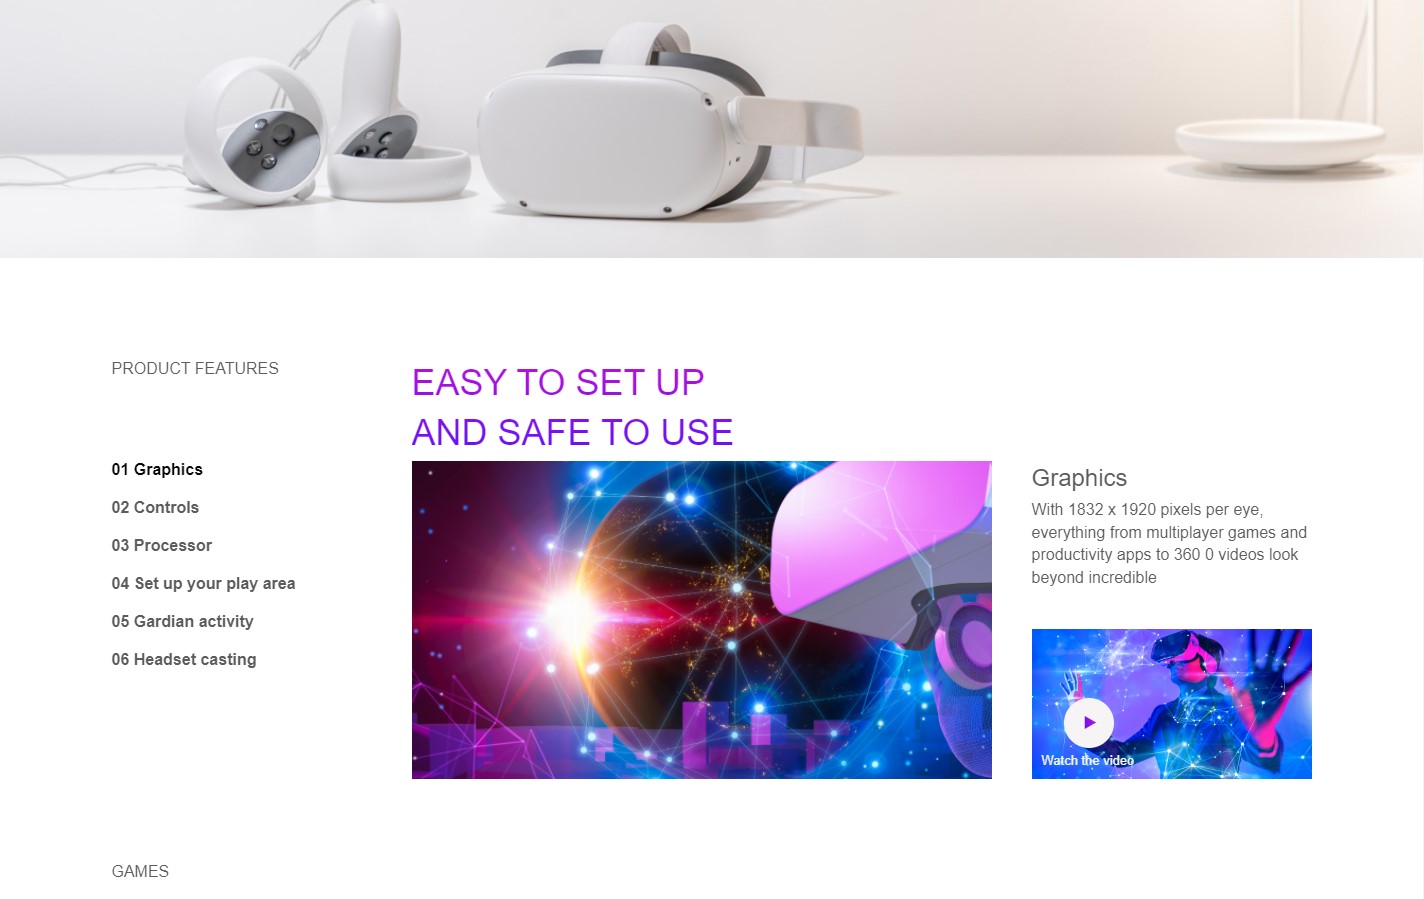 PRODUCT FEATURES
EASY TO SET UP
AND SAFE TO USE
01 Graphics
02 Controls
03 Processor
04 Set up your play area
05 Gardian activity
06 Headset casting
Graphics
With 1832 x 1920 pixels per eye,
everything from multiplayer games and
productivity apps to 360 0 videos look
beyond incredible
Watch the video
GAMES